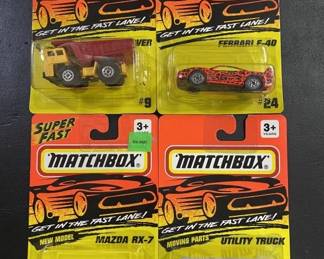 GET IN THE FAST LANE!
VER
#9
GET IN THE FAST LANE!
FERRARI F-40
#24
SUPER FAST
3+
MATCHBOX
GET IN THE FAST LANE!
NEW MODEL
MAZDA RX-7
3+
MATCHBOX
GET IN THE FAST LANE!
MOVING PARTS
UTILITY TRUCK